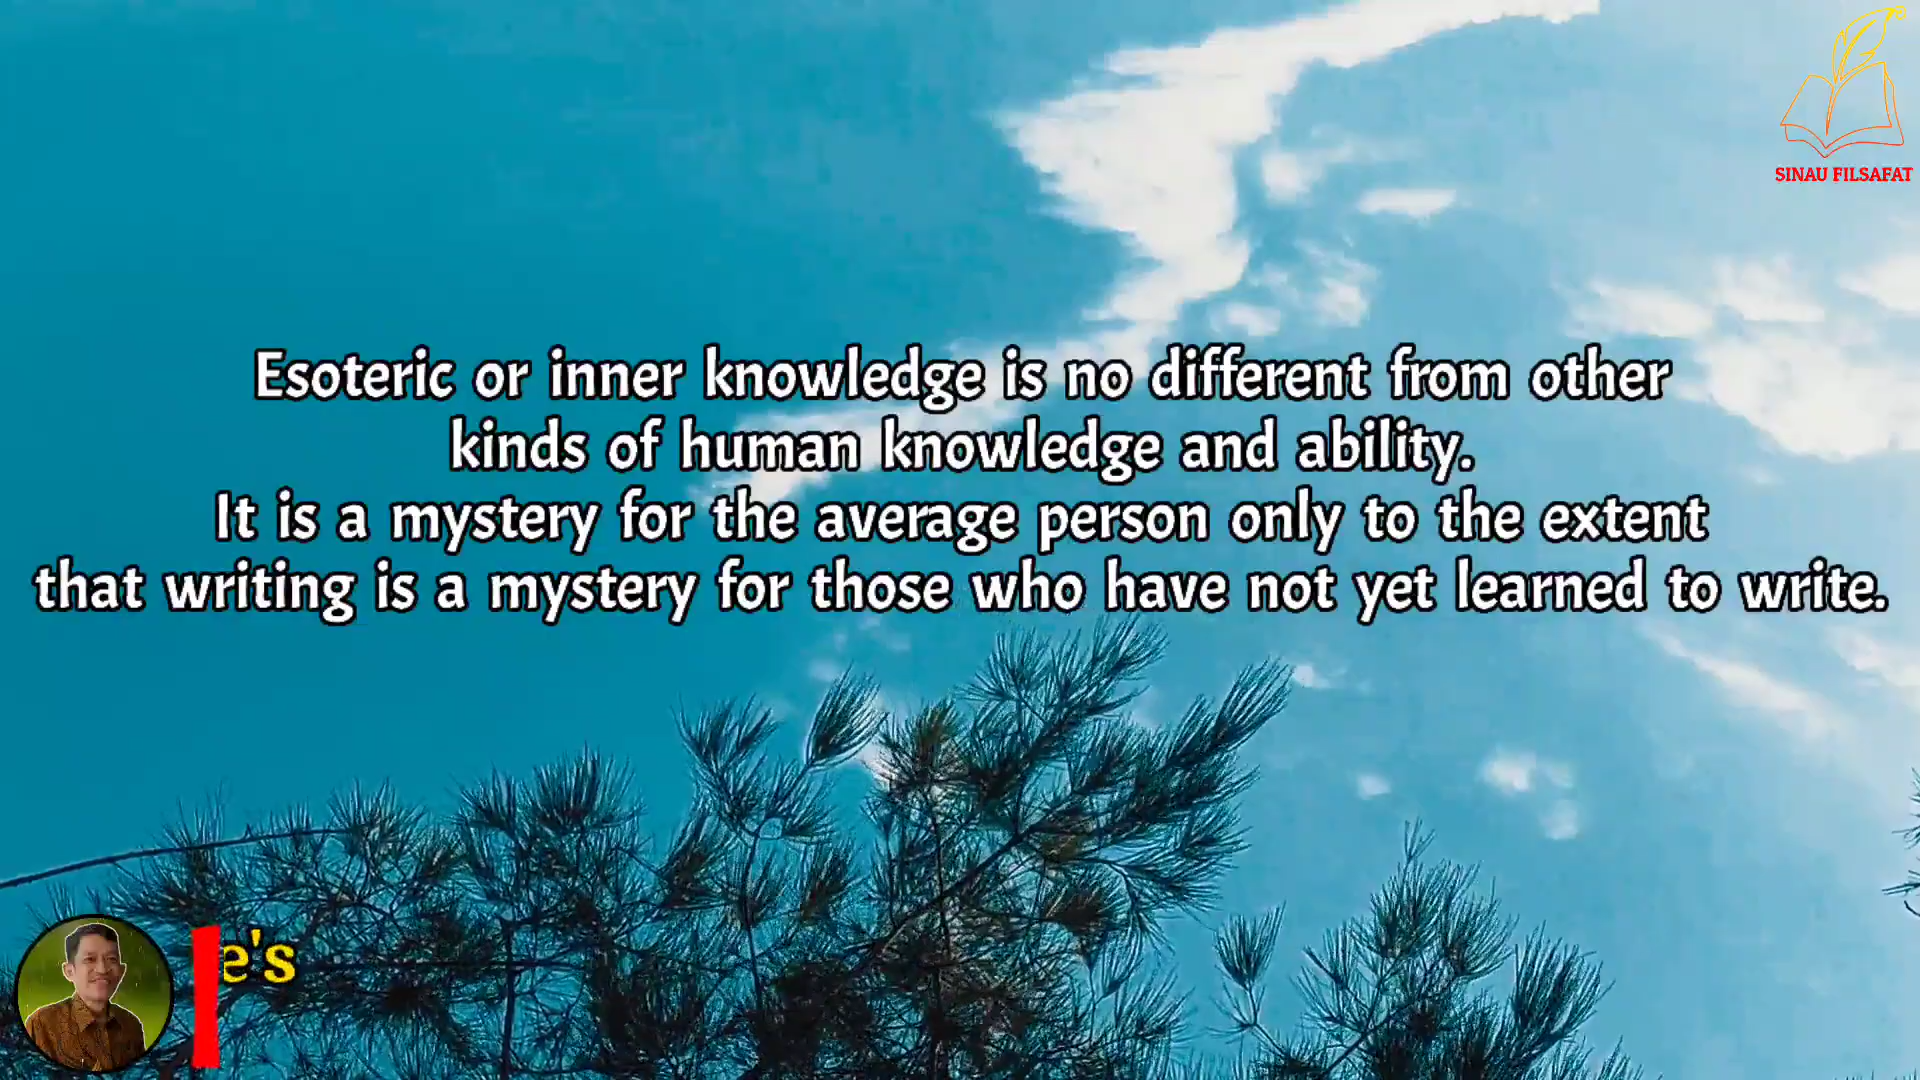 SINAU FILSAFAT
Esoteric or inner knowledge is no different from other
kinds of human knowledge and ability.
It is a mystery for the average person only to the extent
that writing is a mystery for those who have not yet learned to write.
e's